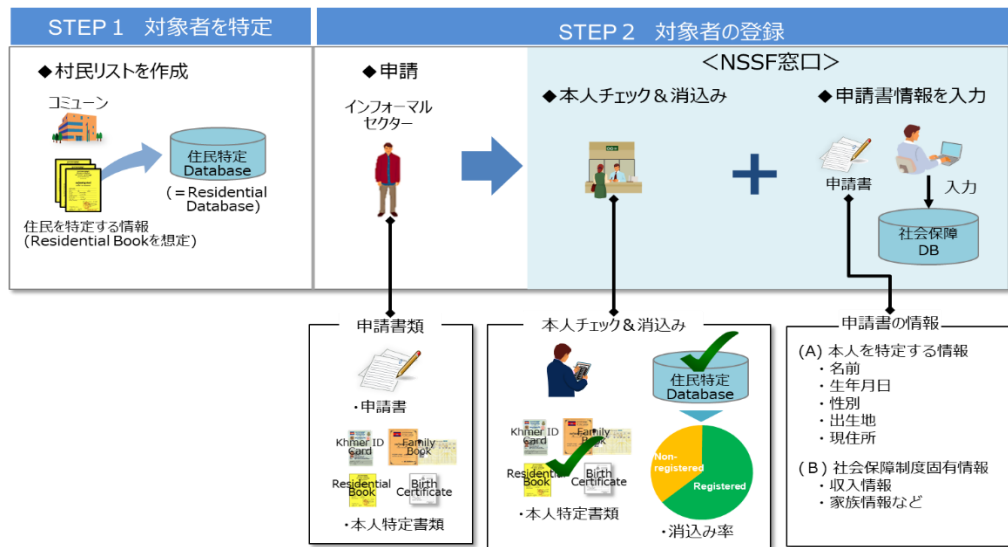 STEP 1 対象者を特定
STEP 2 対象者の登録
◆村民リストを作成
コミューン
住民特定
Database
(=Residential
Database)
住民を特定する情報
(Residential Bookを想定)
◆申請
インフォーマル
セクター
<NSSF窓口>
◆本人チェック&消込み
◆申請書情報を入力
申請書
入力
社会保障
DB
申請書類
・申請書
Khmer ID
Card
Family
Book
Residential
Book
Birth
Certificate
・本人特定書類
本人チェック&消込み
住民特定
Database
Khmer ID
Card
Family
Book
Residential
Book
Birth
Certificate
・本人特定書類
Non-
registered
Registered
・消込み率
申請書の情報
(A) 本人を特定する情報
・名前
・生年月日
・性別
・出生地
・現住所
(B) 社会保障制度固有情報
・収入情報
・家族情報など